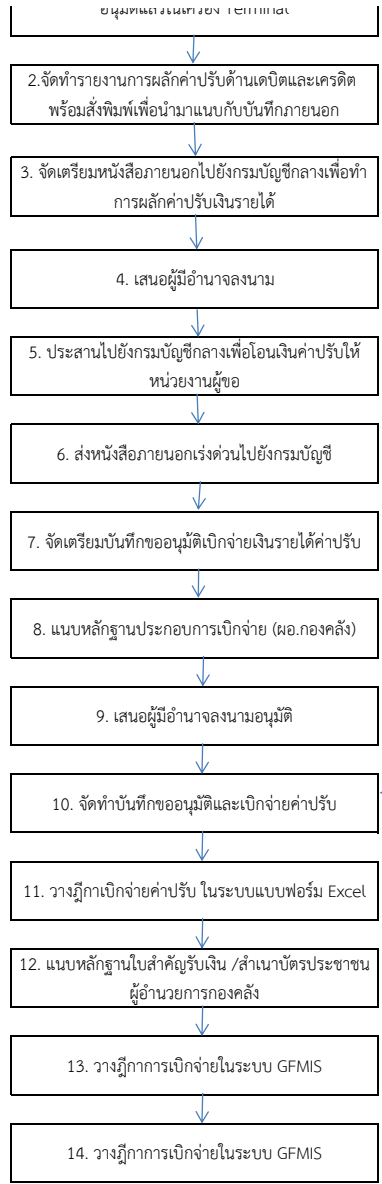 อนุมัติแล้วในเครื่อง Terminal
2.จัดทำรายงานการผลักค่าปรับด้านเดบิตและเครดิต
พร้อมสั่งพิมพ์เพื่อนำมาแนบกับบันทึกภายนอก
3. จัดเตรียมหนังสือภายนอกไปยังกรมบัญชีกลางเพื่อทำ
การผลักค่าปรับเงินรายได้
4. เสนอผู้มีอำนาจลงนาม
5. ประสานไปยังกรมบัญชีกลางเพื่อโอนเงินค่าปรับให้
หน่วยงานผู้ขอ
6. ส่งหนังสือภายนอกเร่งด่วนไปยังกรมบัญชี
7. จัดเตรียมบันทึกขออนุมัติเบิกจ่ายเงินรายได้ค่าปรับ
8. แนบหลักฐานประกอบการเบิกจ่าย (ผอ.กองคลัง)
9. เสนอผู้มีอำนาจลงนามอนุมัติ
10. จัดทำบันทึกขออนุมัติและเบิกจ่ายค่าปรับ
11. วางฎีกาเบิกจ่ายค่าปรับ ในระบบแบบฟอร์ม Excel
12. แนบหลักฐานใบสำคัญรับเงิน /สำเนาบัตรประชาชน
ผู้อำนวยการกองคลัง
13. วางฎีกาการเบิกจ่ายในระบบ GFMIS
14. วางฎีกาการเบิกจ่ายในระบบ GFMIS